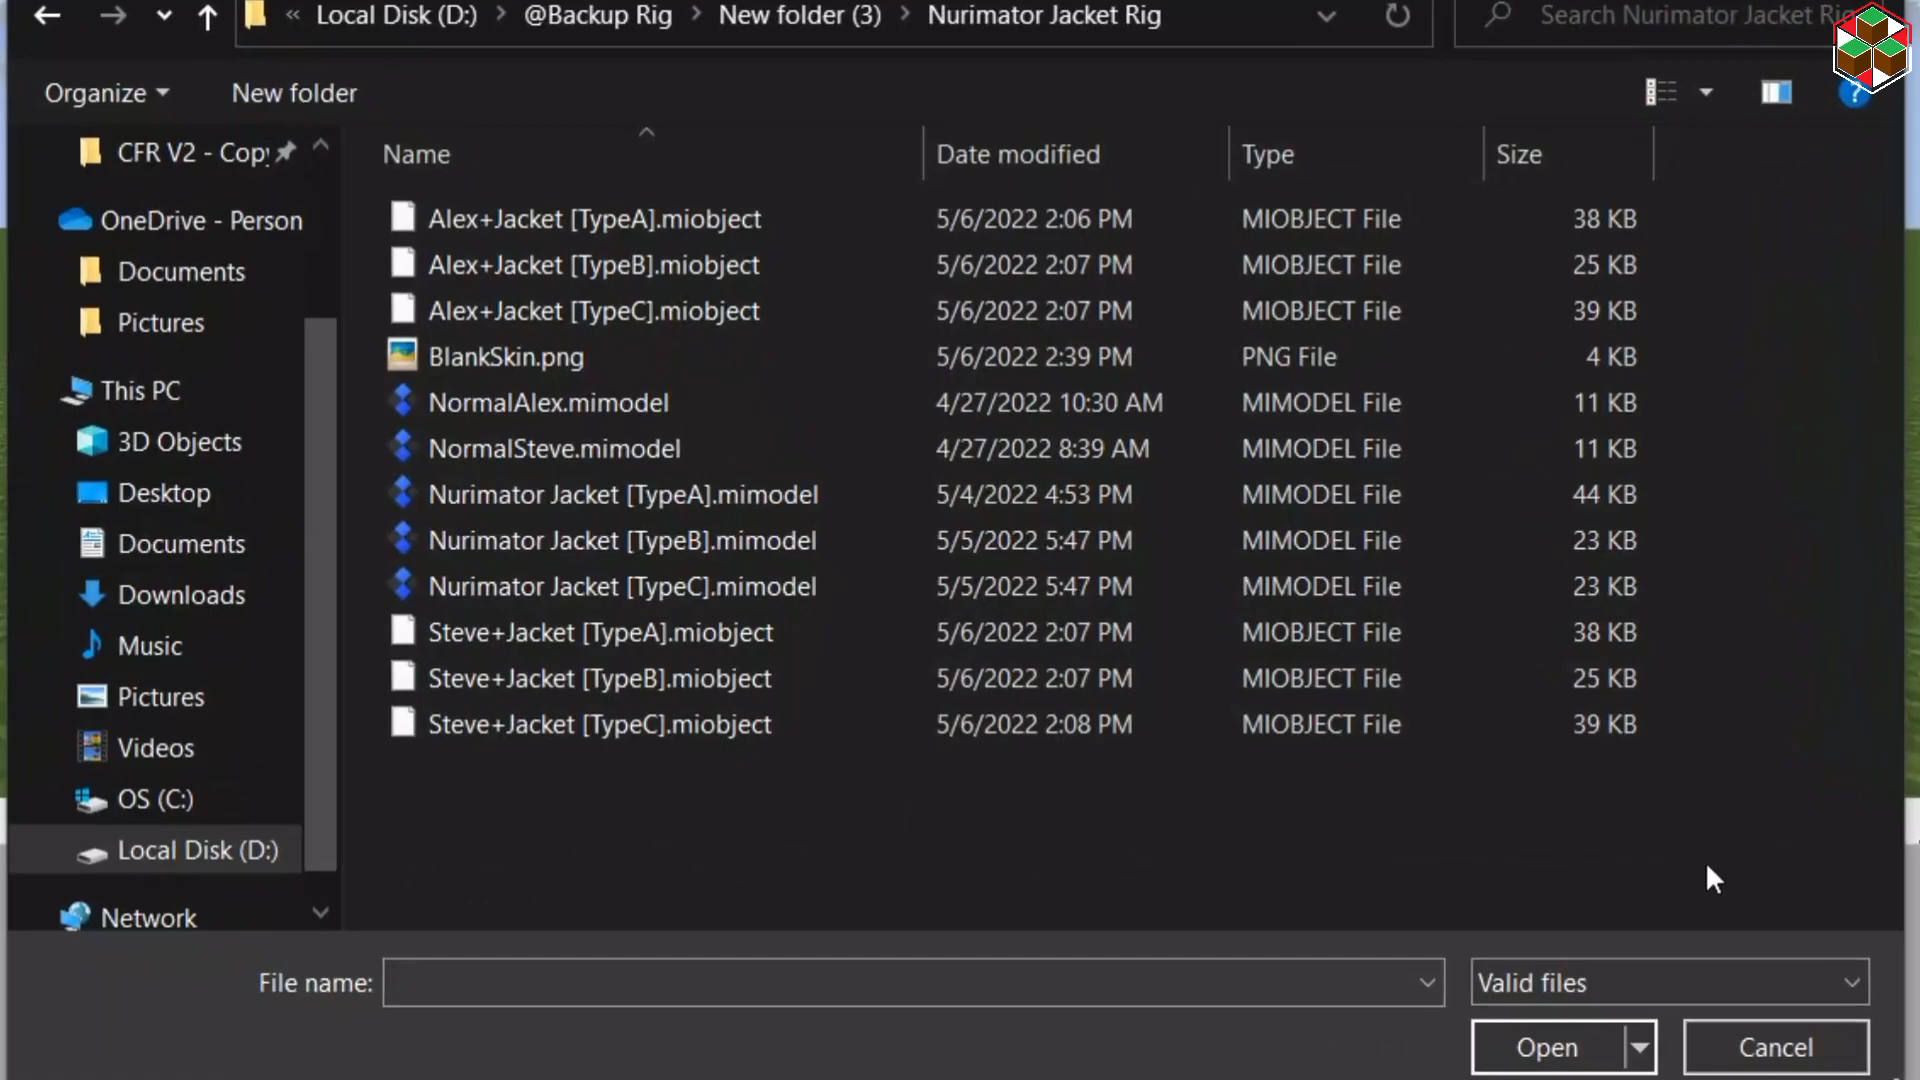 « Local Disk (D:) > @Backup Rig > New folder (3) > Nurimator Jacket Rig
Search Nurimator Jacket Rig
Organize New folder
?
CFR V2 - Copy
OneDrive - Person
Documents
Pictures
This PC
3D Objects
Desktop
Documents
Downloads
Music
Pictures
Videos
OS (C:)
Local Disk (D:)
Network
Name Date modified Type Size
Alex+Jacket [TypeA].miobject 5/6/2022 2:06 PM MIOBJECT File 38 KB
Alex+Jacket [TypeB].miobject 5/6/2022 2:07 PM MIOBJECT File 25 KB
Alex+Jacket [TypeC].miobject 5/6/2022 2:07 PM MIOBJECT File 39 KB
BlankSkin.png 5/6/2022 2:39 PM PNG File 4 KB
NormalAlex.mimodel 4/27/2022 10:30 AM MIMODEL File 11 KB
NormalSteve.mimodel 4/27/2022 8:39 AM MIMODEL File 11 KB
Nurimator Jacket [TypeA].mimodel 5/4/2022 4:53 PM MIMODEL File 44 KB
Nurimator Jacket [TypeB].mimodel 5/5/2022 5:47 PM MIMODEL File 23 KB
Nurimator Jacket [TypeC].mimodel 5/5/2022 5:47 PM MIMODEL File 23 KB
Steve+Jacket [TypeA].miobject 5/6/2022 2:07 PM MIOBJECT File 38 KB
Steve+Jacket [TypeB].miobject 5/6/2022 2:07 PM MIOBJECT File 25 KB
Steve+Jacket [TypeC].miobject 5/6/2022 2:08 PM MIOBJECT File 39 KB
File name:
Valid files
Open Cancel